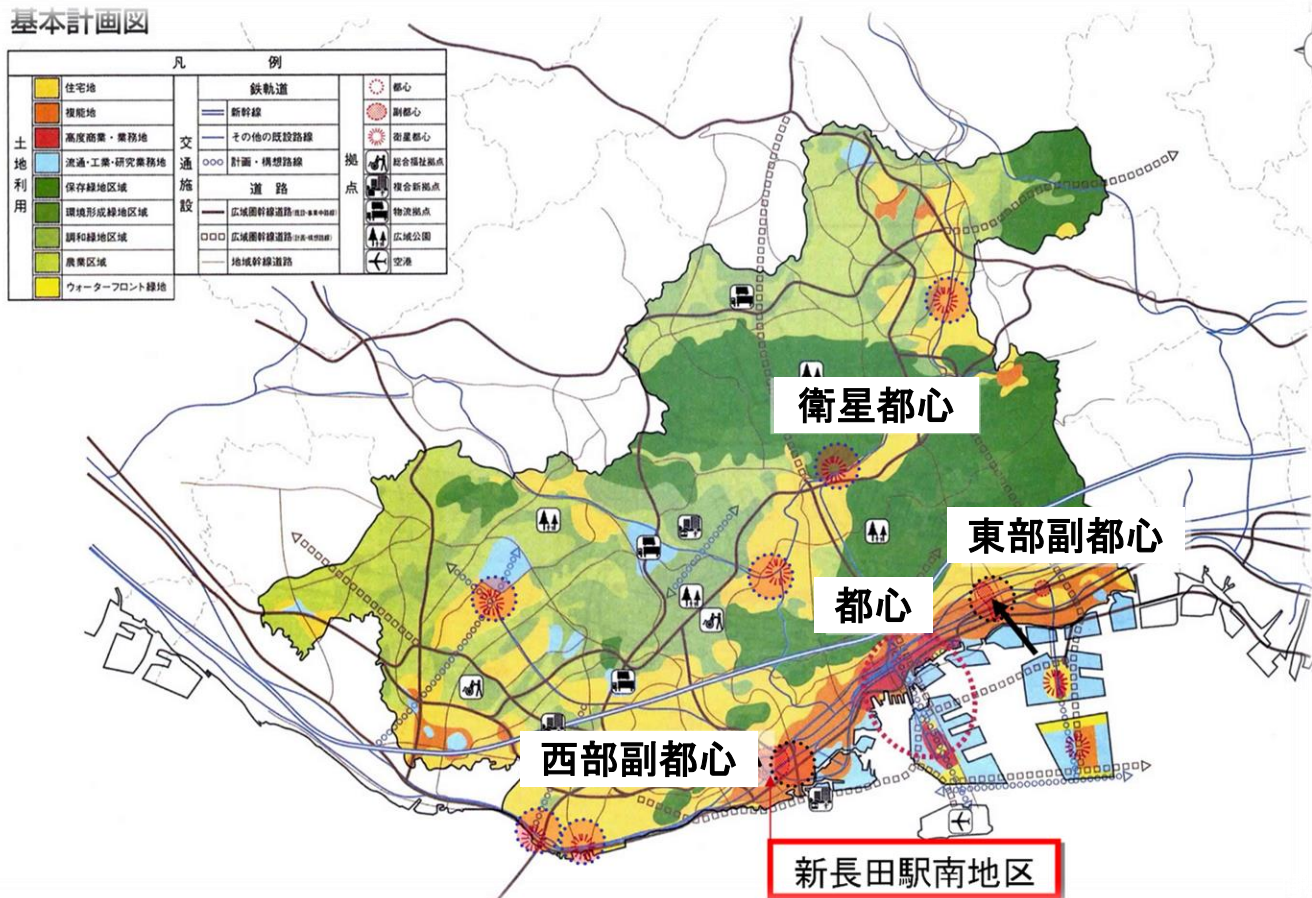 基本計画図
凡 例
土地利用
住宅地
複能地
高度商業・業務地
流通・工業・研究業務地
保存緑地区域
環境形成緑地区域
調和緑地区域
農業区域
ウォーターフロント緑地
交通施設
鉄軌道
新幹線
その他の既設路線
計画・構想路線
道路
広域圏幹線道路
広域圏幹線道路
地域幹線道路
拠点
都心
副都心
衛星都心
総合福祉拠点
複合新拠点
物流拠点
広域公園
空港
衛星都心
東部副都心
都心
西部副都心
新長田駅南地区